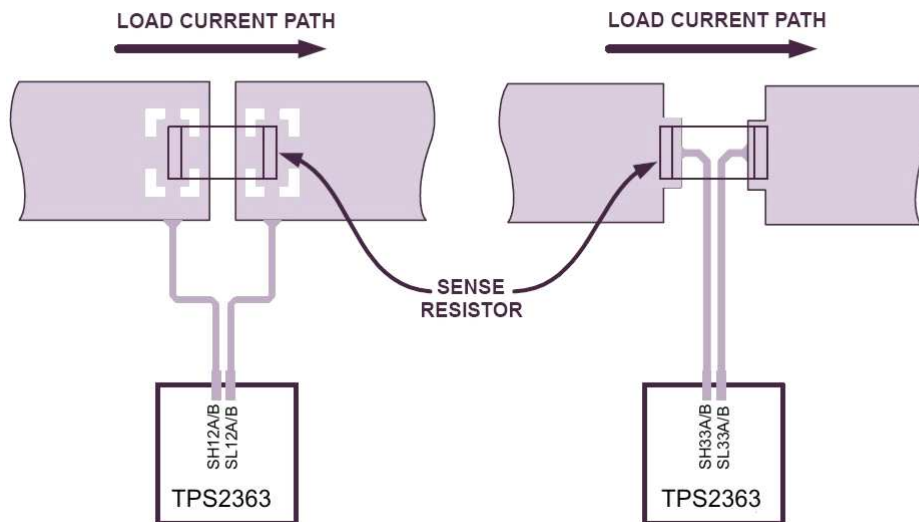 LOAD CURRENT PATH
LOAD CURRENT PATH
SENSE
RESISTOR
SH12A/B
SL12A/B
TPS2363
SH33A/B
SL33A/B
TPS2363